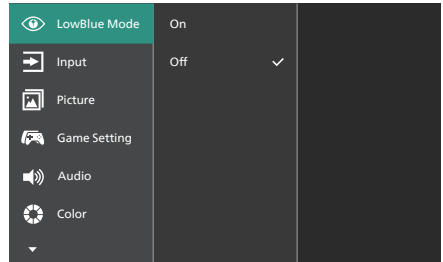 LowBlue Mode
On
Input
Off
Picture
Game Setting
Audio
Color